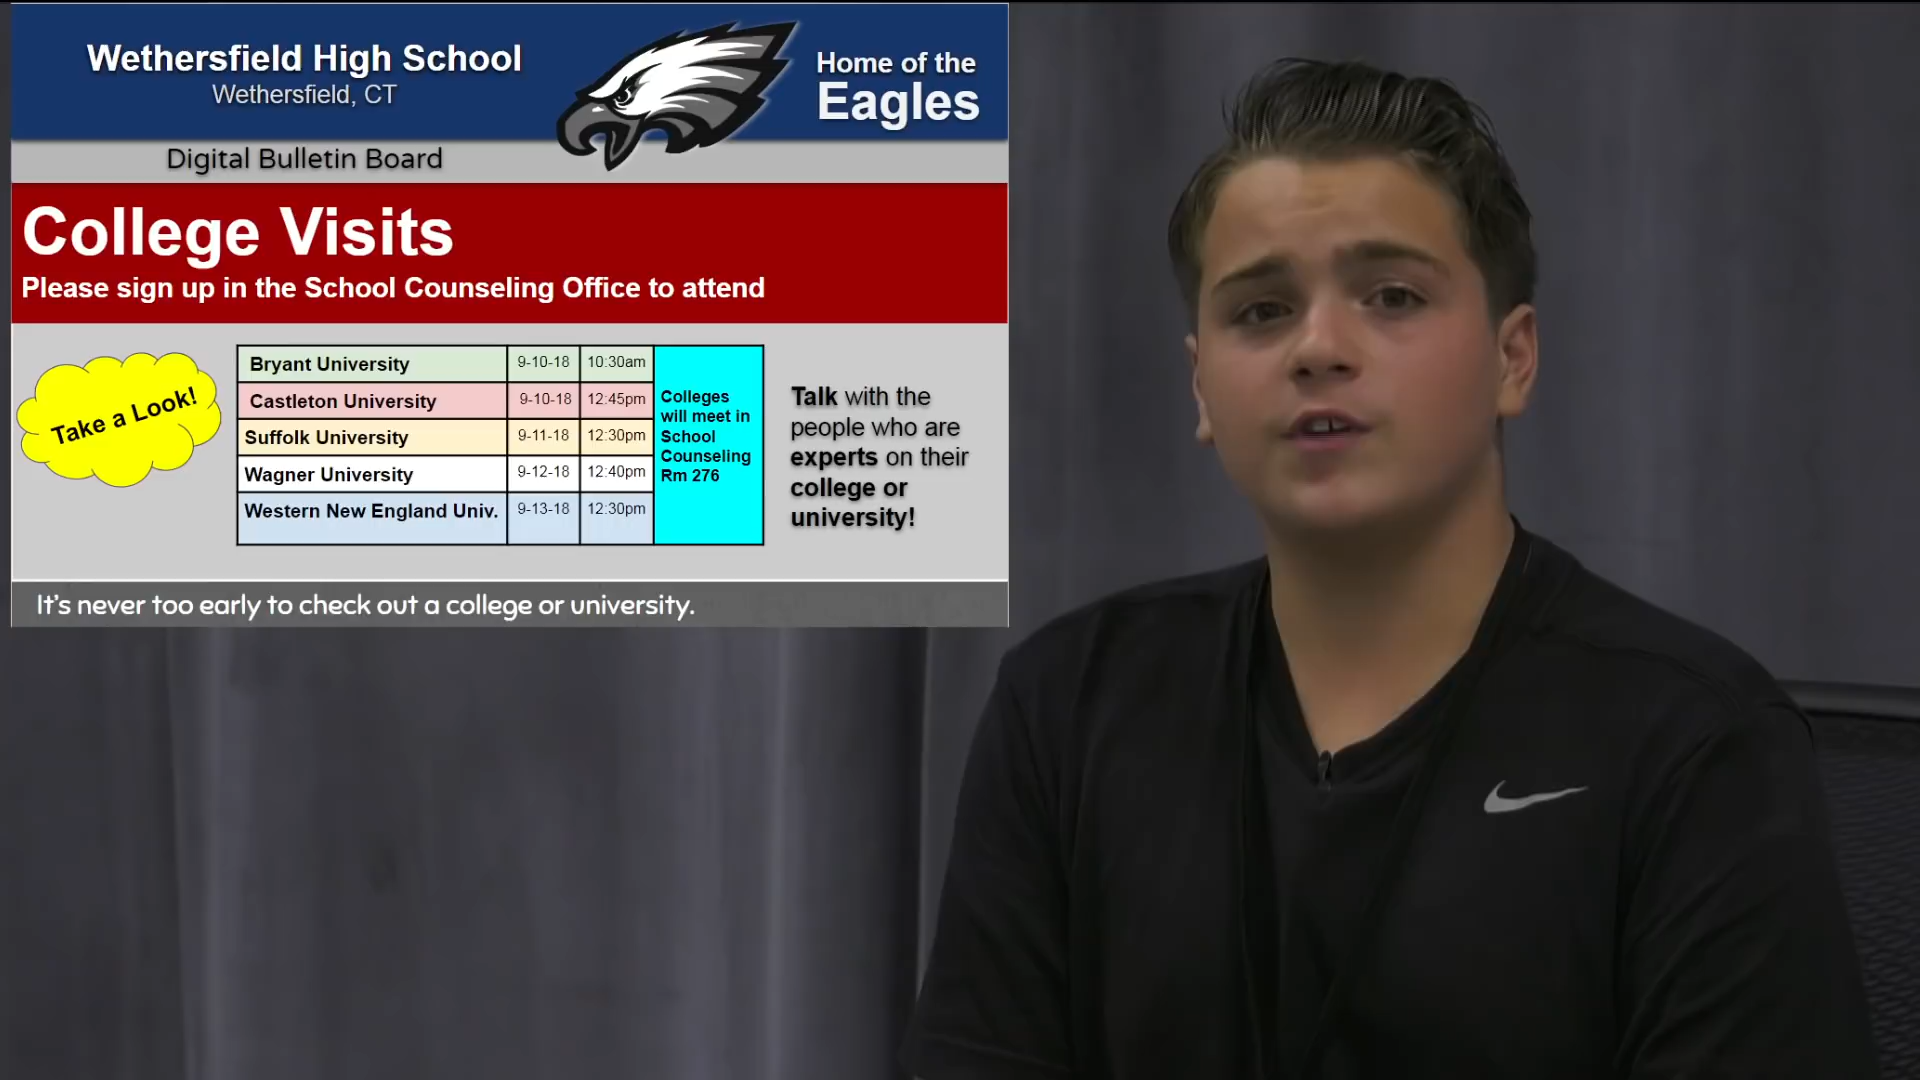 Wethersfield High School
Wethersfield, CT
Home of the
Eagles
Digital Bulletin Board
College Visits
Please sign up in the School Counseling Office to attend
Take a Look!
Bryant University 9-10-18 10:30am
Castleton University 9-10-18 12:45pm
Suffolk University 9-11-18 12:30pm
Wagner University 9-12-18 12:40pm
Western New England Univ. 9-13-18 12:30pm
Colleges
will meet in
School
Counseling
Rm 276
Talk with the
people who are
experts on their
college or
university!
It's never too early to check out a college or university.